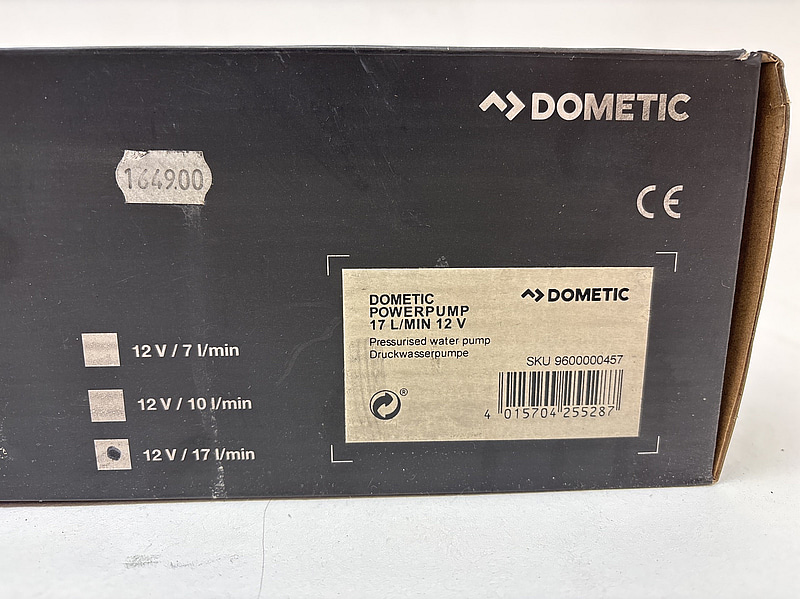 DOMETIC
1649.00
CE
DOMETIC
POWERPUMP
17 L/MIN 12 V
DOMETIC
Pressurised water pump
Druckwasserpumpe
SKU 9600000457
®
4 015704 255287
12 V / 7 l/min
12 V / 10 l/min
12 V / 17 l/min